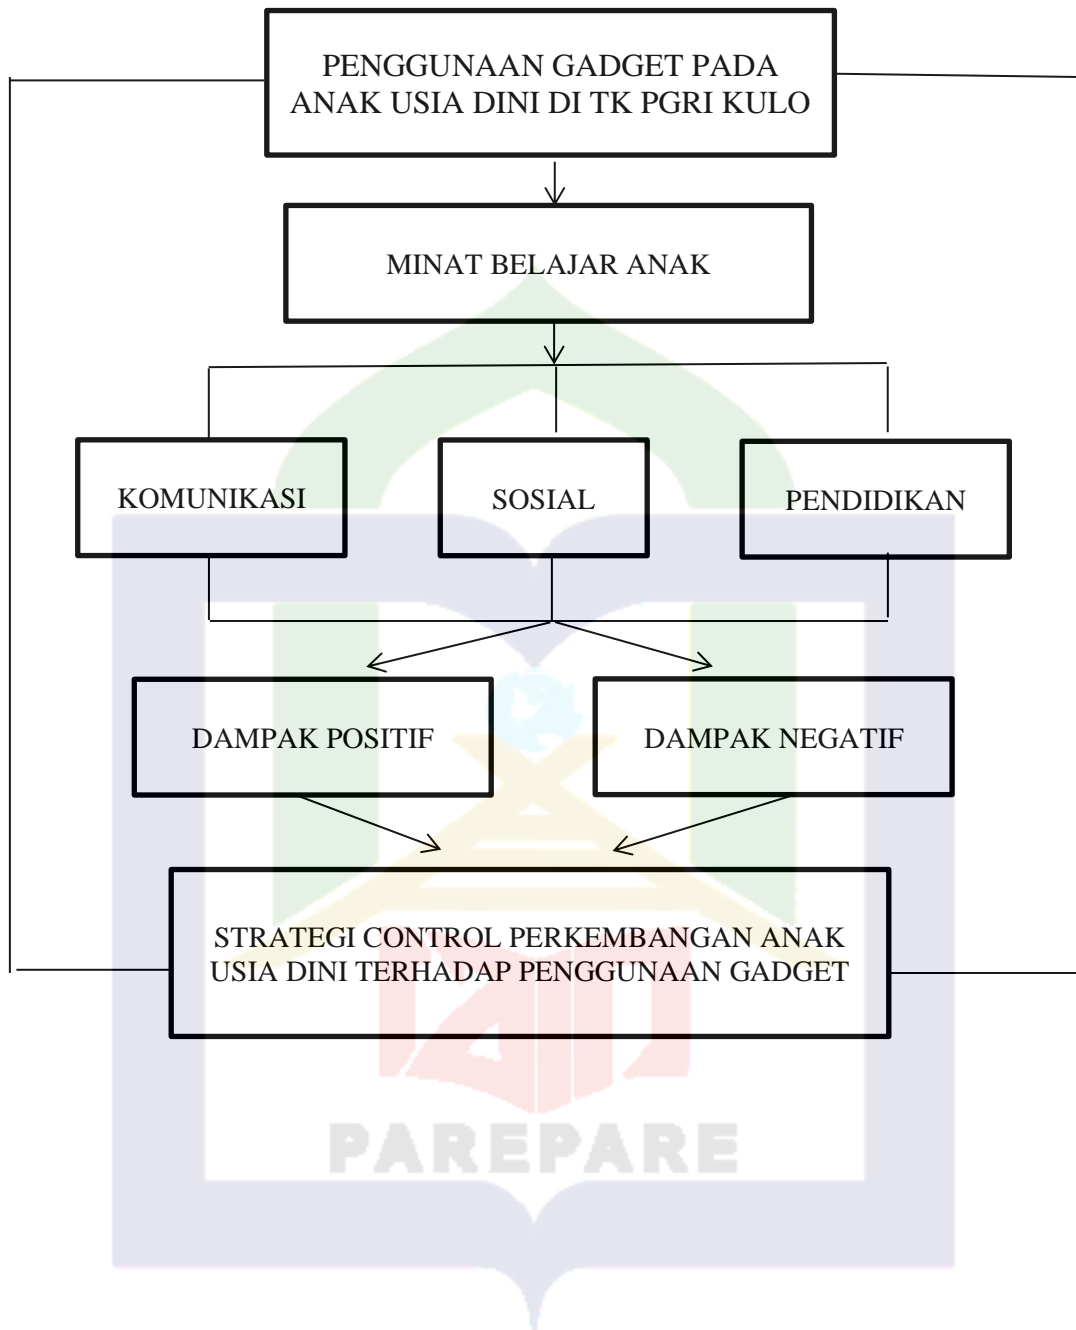 PENGGUNAAN GADGET PADA
ANAK USIA DINI DI TK PGRI KULO
MINAT BELAJAR ANAK
KOMUNIKASI
SOSIAL
PENDIDIKAN
DAMPAK POSITIF
DAMPAK NEGATIF
STRATEGI CONTROL PERKEMBANGAN ANAK
USIA DINI TERHADAP PENGGUNAAN GADGET
PAREPARE